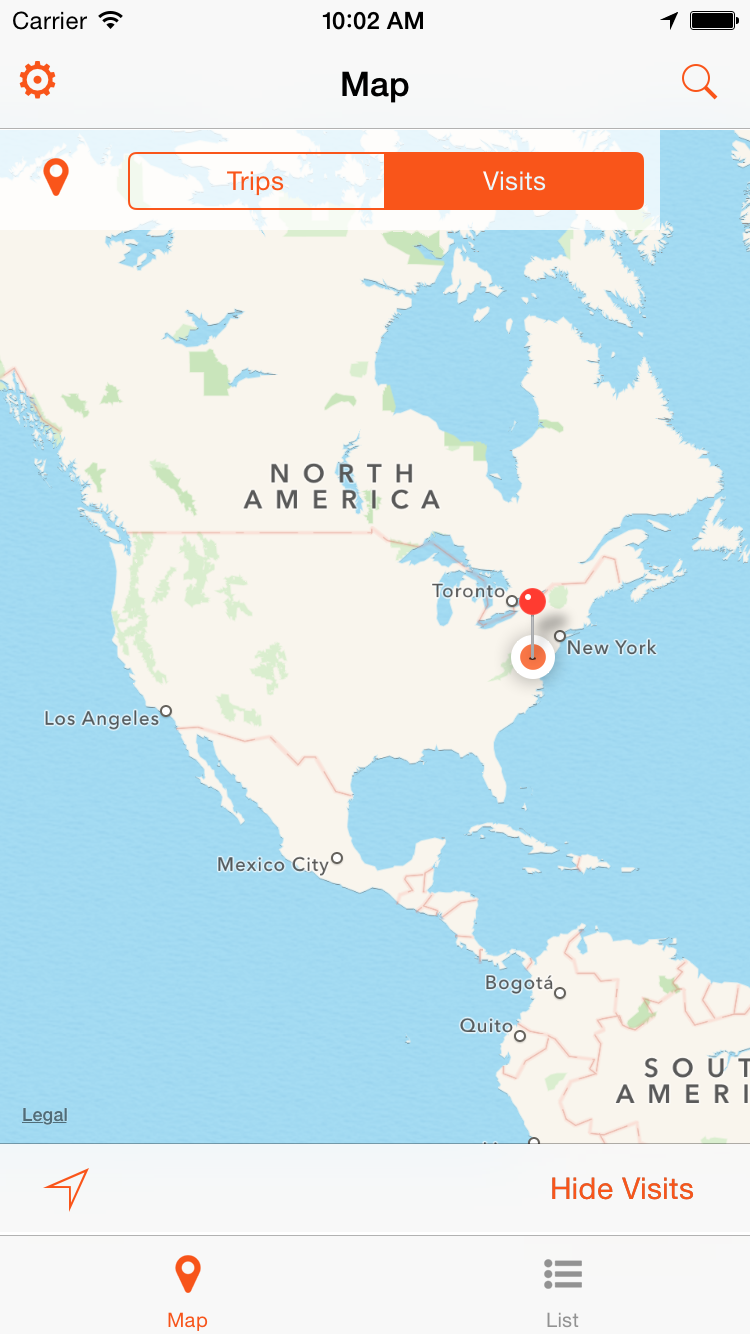 Carrier 10:02 AM
Map
Trips Visits
NORTH
AMERICA
Toronto
New York
Los Angeles
Mexico City
Bogotá
Quito
SOUT
AMERI
Legal
Hide Visits
Map List